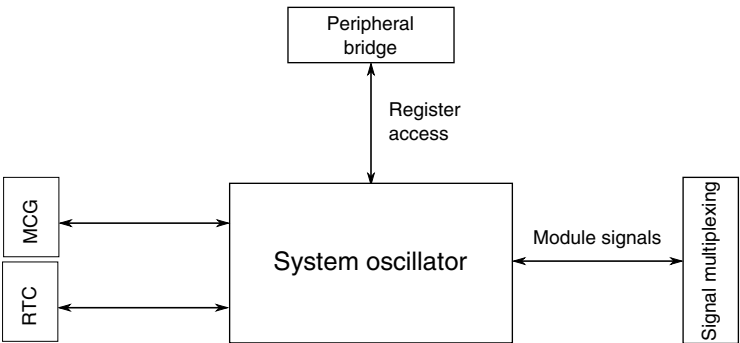 Peripheral
bridge
Register
access
MCG
System oscillator
Module signals
Signal multiplexing
RTC